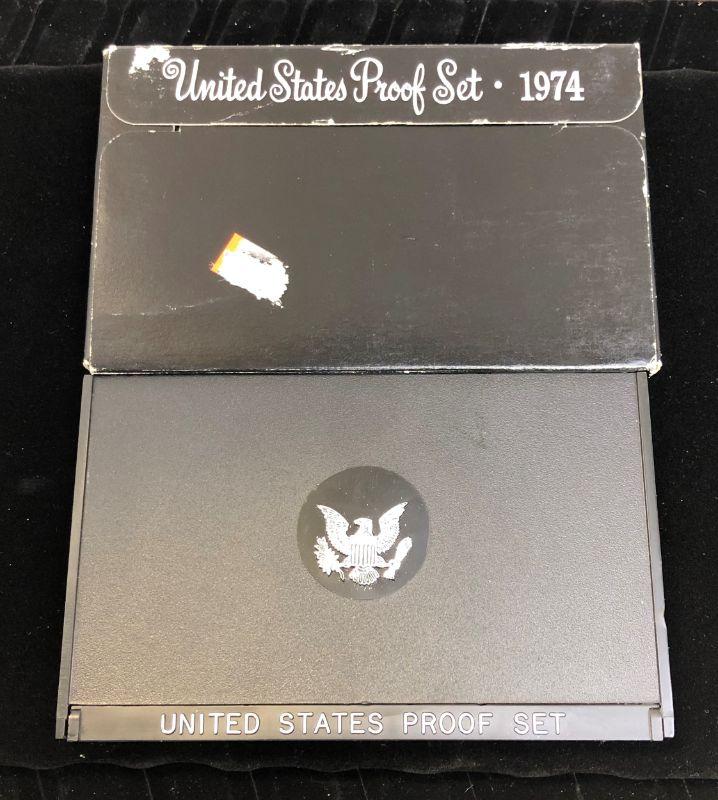 United States Proof Set · 1974
UNITED STATES PROOF SET